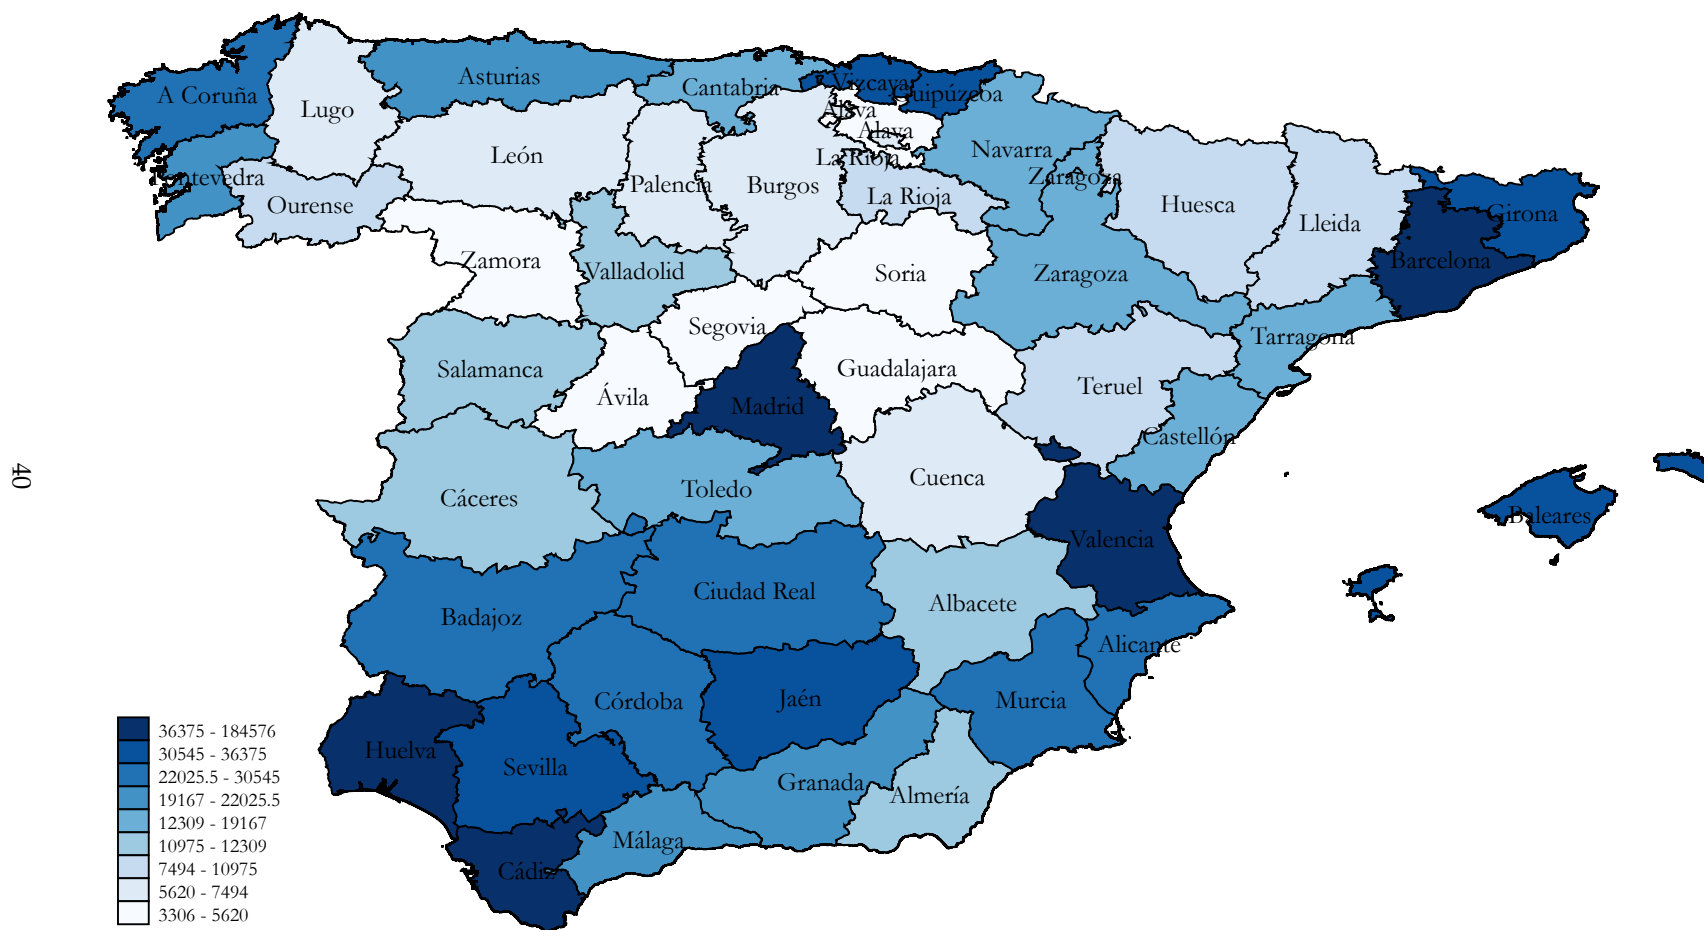 A Coruña
Lugo
Asturias
Cantabria
Vizcaya
Guipúzcoa
Álava
Álava
Navarra
León
Palencia
Burgos
La Rioja
La Rioja
Zaragoza
Pontevedra
Ourense
Huesca
Lleida
Girona
Barcelona
Zamora
Valladolid
Soria
Zaragoza
Segovia
Tarragona
Salamanca
Ávila
Madrid
Guadalajara
Teruel
Castellón
40
Cáceres
Toledo
Cuenca
Valencia
Baleares
Badajoz
Ciudad Real
Albacete
Alicante
Córdoba
Jaén
Murcia
Huelva
Sevilla
Granada
Almería
Málaga
Cádiz
36375 - 184576
30545 - 36375
22025.5 - 30545
19167 - 22025.5
12309 - 19167
10975 - 12309
7494 - 10975
5620 - 7494
3306 - 5620